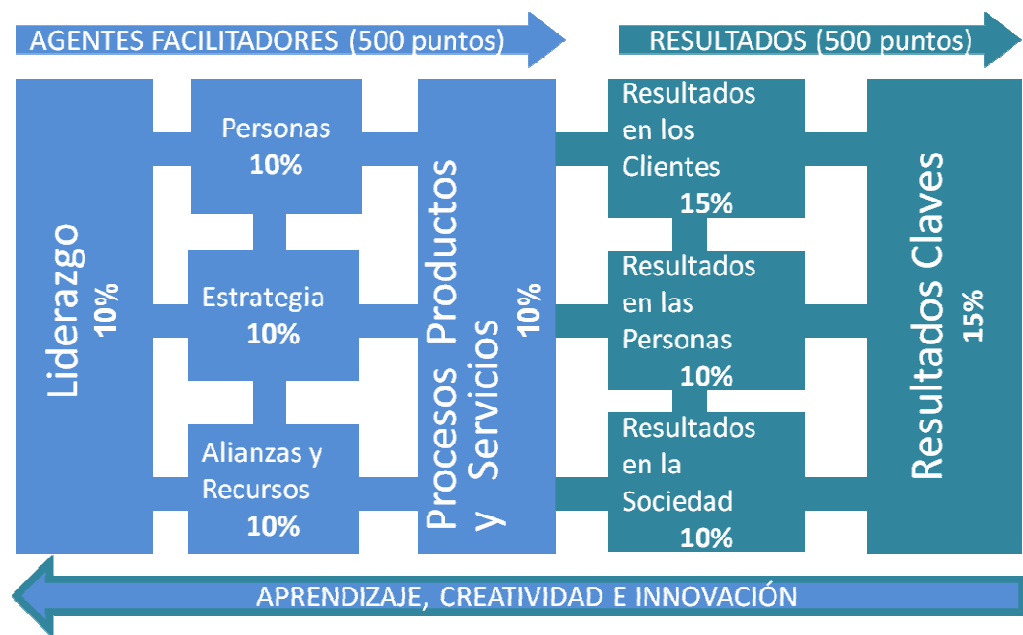 AGENTES FACILITADORES (500 puntos)
RESULTADOS (500 puntos)
Liderazgo
10%
Personas
10%
Estrategia
10%
Alianzas y
Recursos
10%
Procesos Productos
y Servicios
10%
Resultados
en los
Clientes
15%
Resultados
en las
Personas
10%
Resultados
en la
Sociedad
10%
Resultados Claves
15%
APRENDIZAJE, CREATIVIDAD E INNOVACIÓN